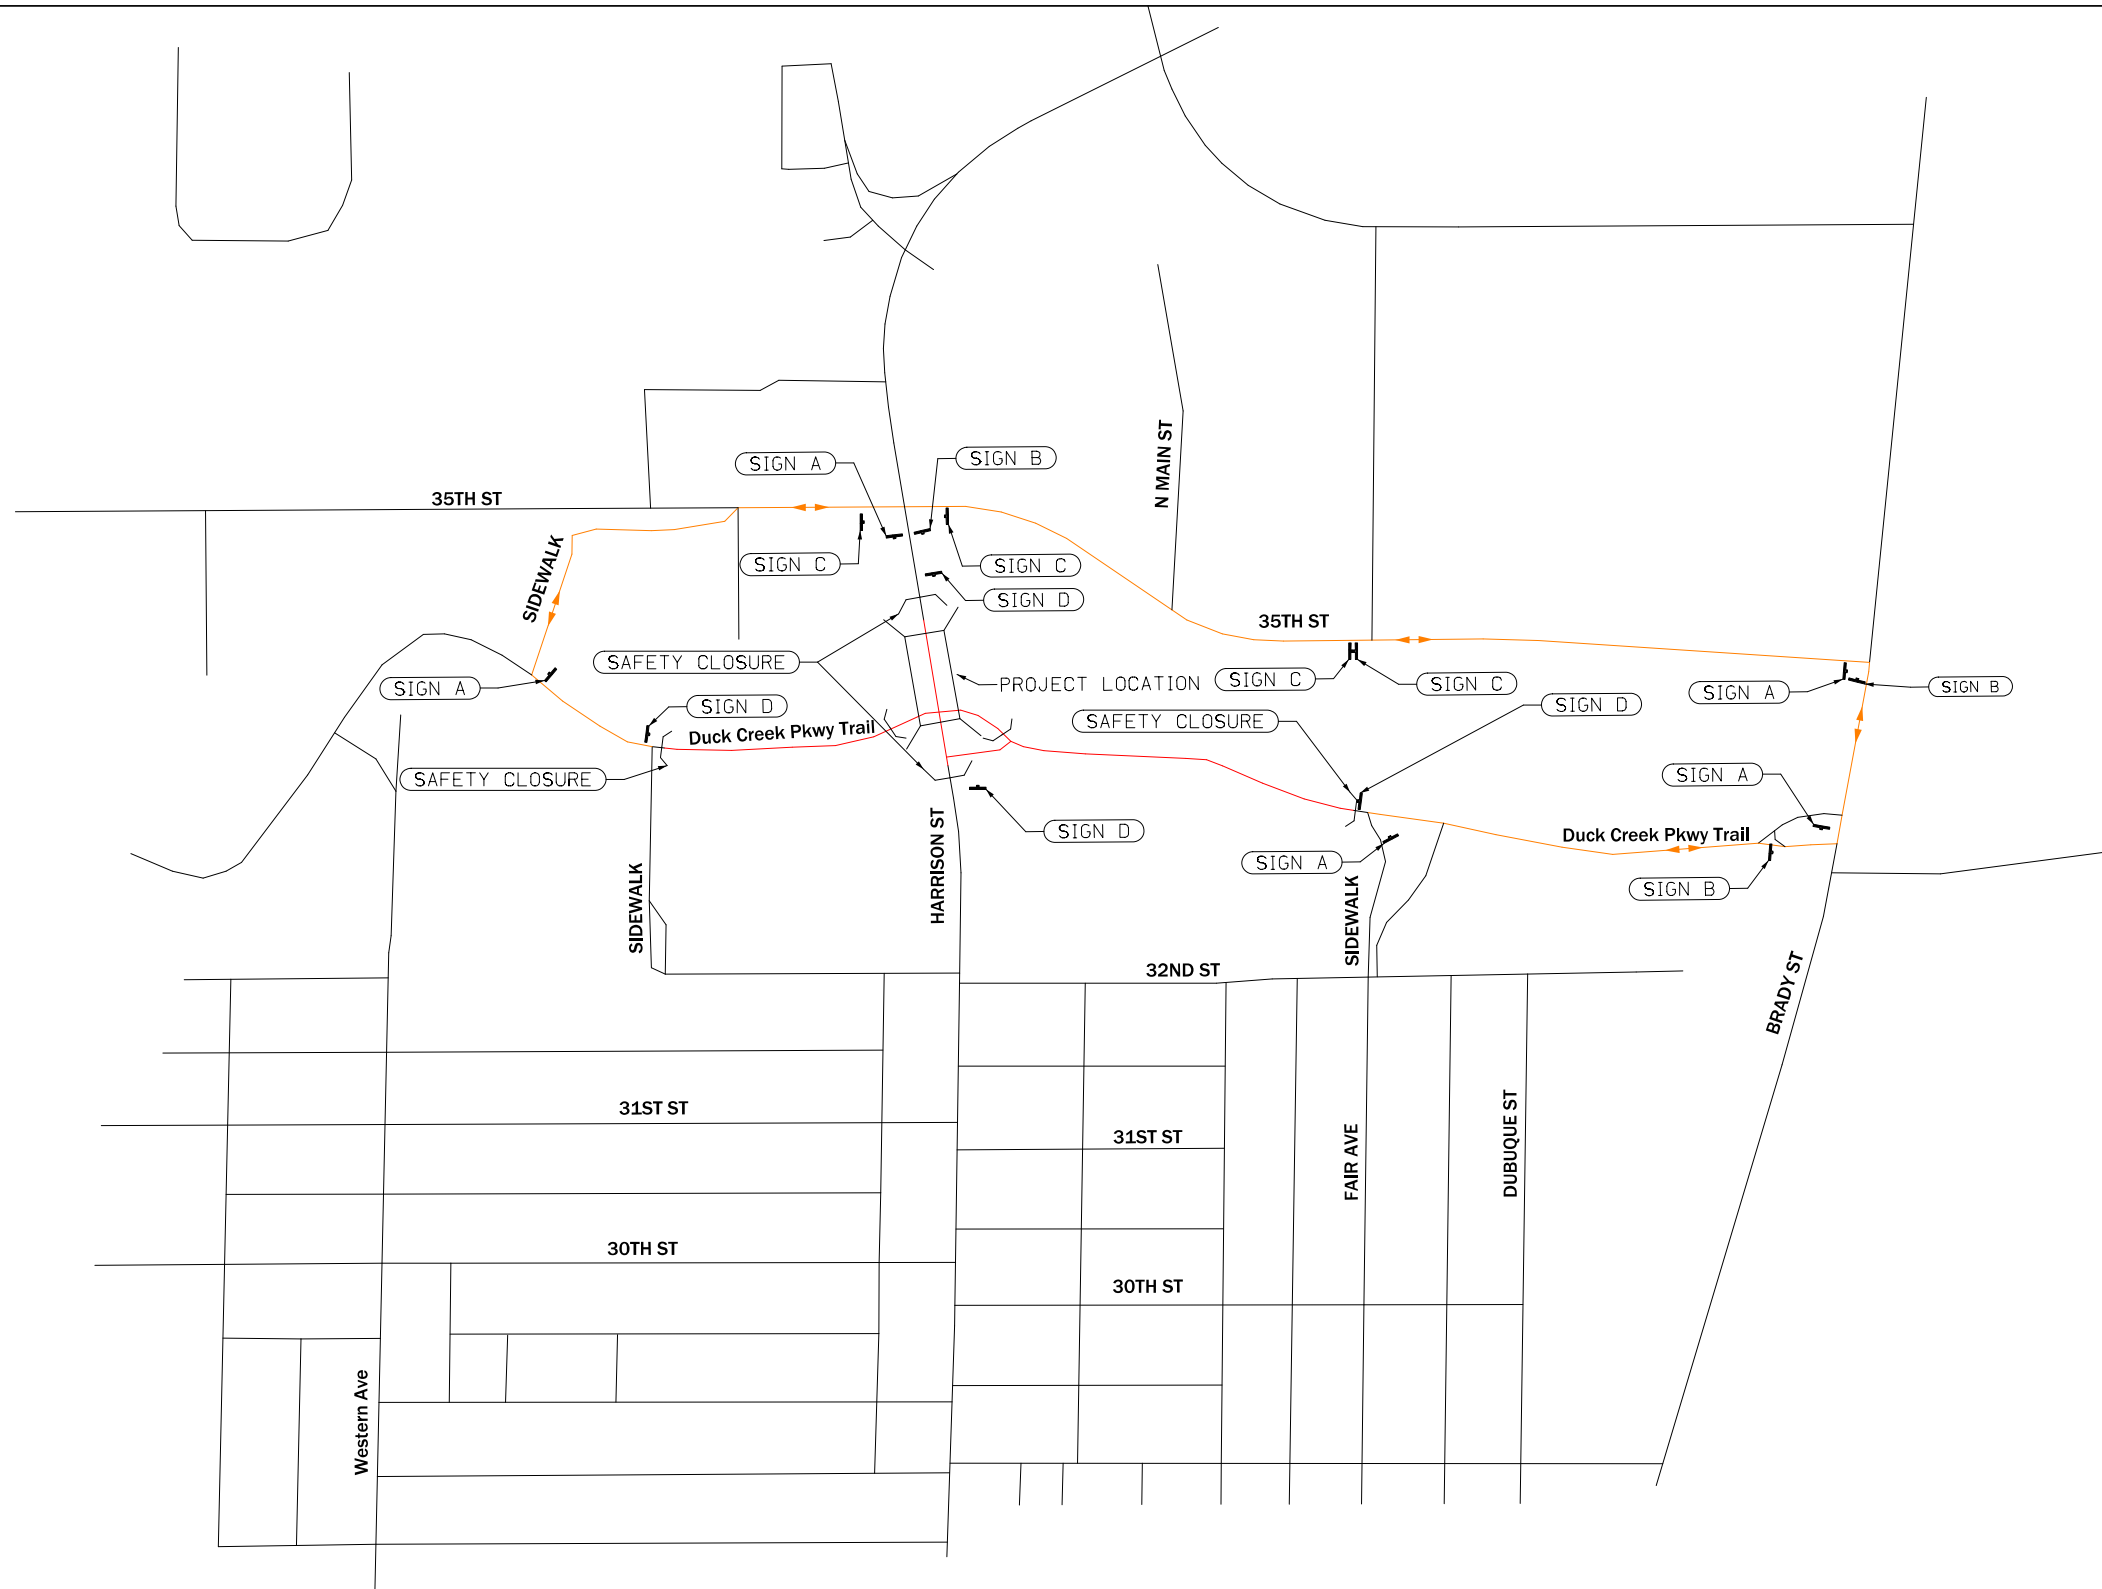 SIGN A
SIGN B
N MAIN ST
35TH ST
SIDEWALK
SIGN C
SIGN C
SIGN D
35TH ST
SAFETY CLOSURE
SIGN A
PROJECT LOCATION
SIGN C
SIGN C
SIGN A
SIGN B
SIGN D
SIGN D
Duck Creek Pkwy Trail
SAFETY CLOSURE
SAFETY CLOSURE
SIGN A
SIGN D
Duck Creek Pkwy Trail
HARRISON ST
SIGN A
SIGN B
SIDEWALK
SIDEWALK
32ND ST
BRADY ST
31ST ST
31ST ST
FAIR AVE
DUBUQUE ST
30TH ST
30TH ST
Western Ave